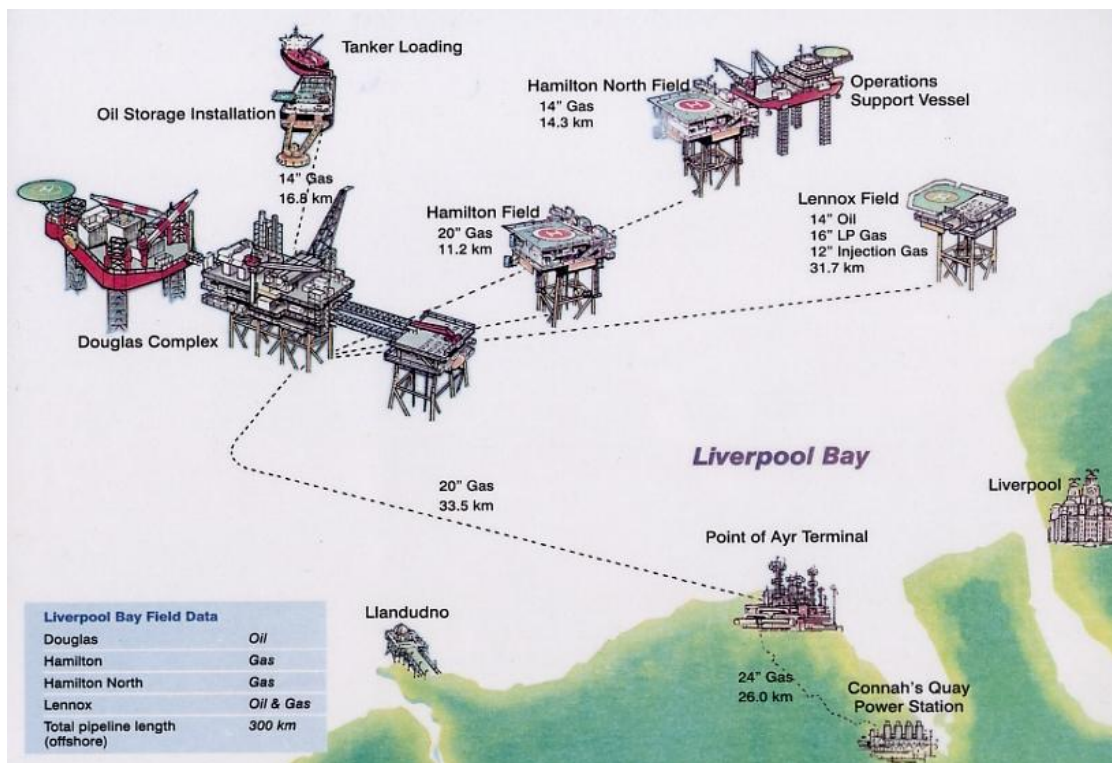 Tanker Loading
Oil Storage Installation
14” Gas
16.8 km
Hamilton North Field
14” Gas
14.3 km
Operations
Support Vessel
Hamilton Field
20” Gas
11.2 km
Lennox Field
14” Oil
16” LP Gas
12” Injection Gas
31.7 km
Douglas Complex
20” Gas
33.5 km
Liverpool Bay
Liverpool
Point of Ayr Terminal
Llandudno
24” Gas
26.0 km
Connah's Quay
Power Station
Liverpool Bay Field Data
Douglas Oil
Hamilton Gas
Hamilton North Gas
Lennox Oil & Gas
Total pipeline length 300 km
(offshore)